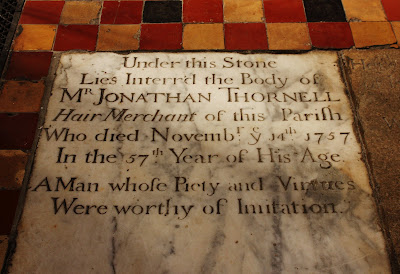 Under this Stone
Lies Interr'd the Body of
Mr JONATHAN THORNELL
Hair Merchant of this Parish
Who died Novembr ye 14th 1757
In the 57th Year of His Age.
A Man whose Piety and Virtues
Were worthy of Imitation.